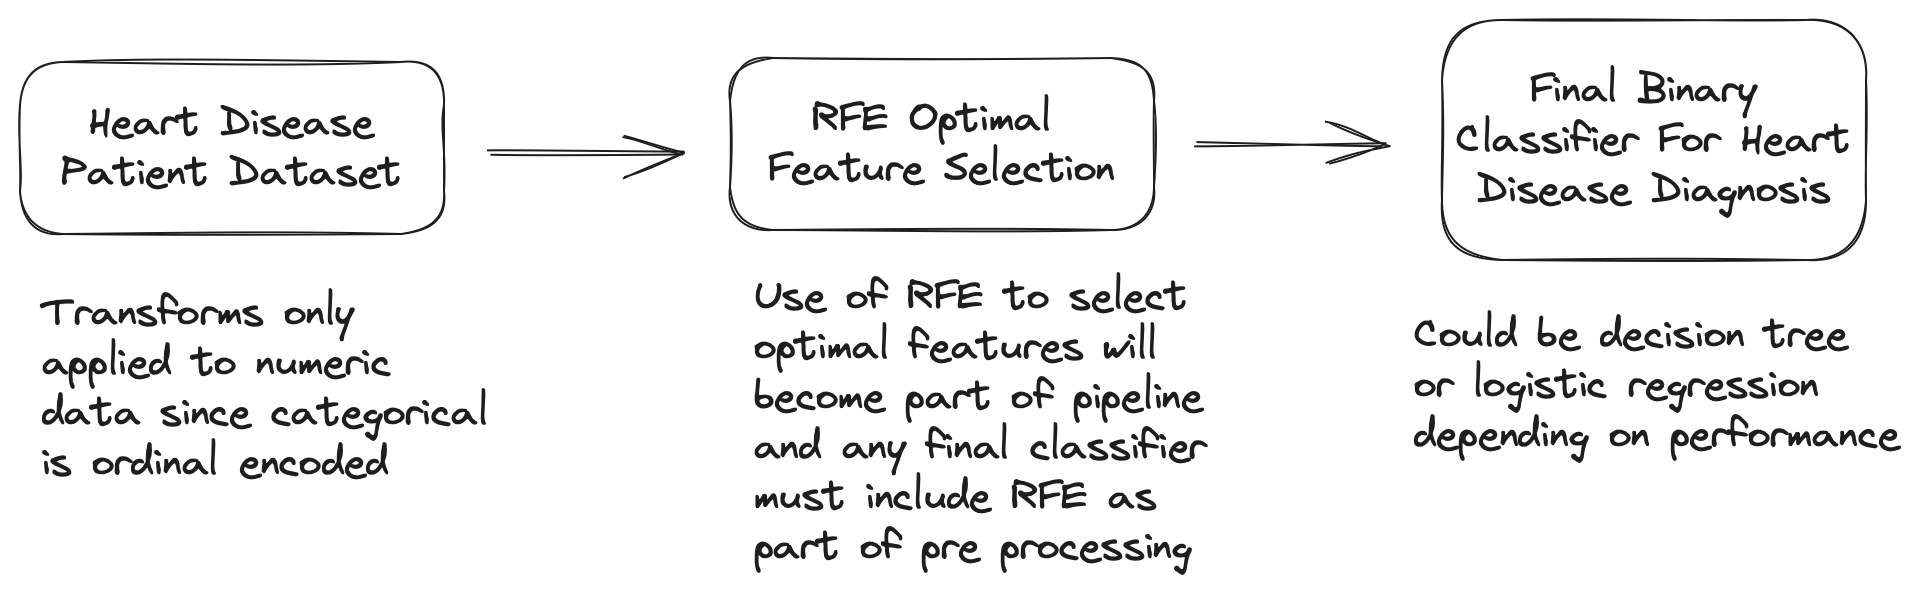 Heart Disease
Patient Dataset
Transforms only
applied to numeric
data since categorical
is ordinal encoded
RFE Optimal
Feature Selection
Use of RFE to select
optimal features will
become part of pipeline
and any final classifier
must include RFE as
part of pre processing
Final Binary
Classifier For Heart
Disease Diagnosis
Could be decision tree
or logistic regression
depending on performance